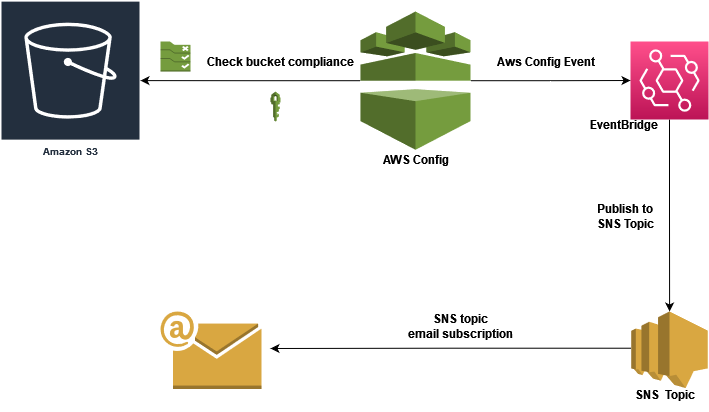 Check bucket compliance
Aws Config Event
Amazon S3
AWS Config
EventBridge
Publish to
SNS Topic
SNS topic
email subscription
@
SNS Topic